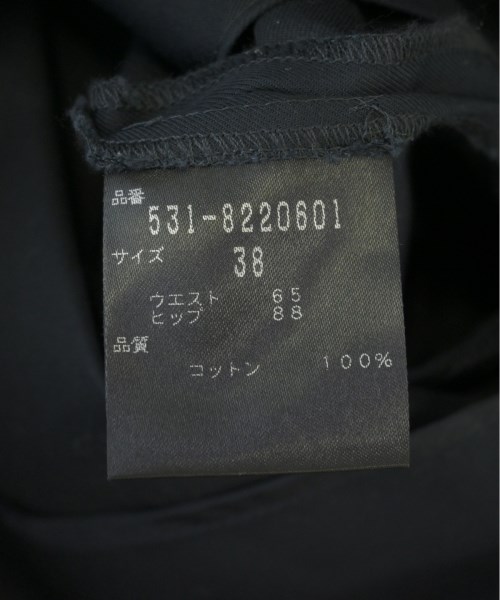 品番
531-8220601
サイズ 38
ウエスト 65
ヒップ 88
品質
コットン 100%